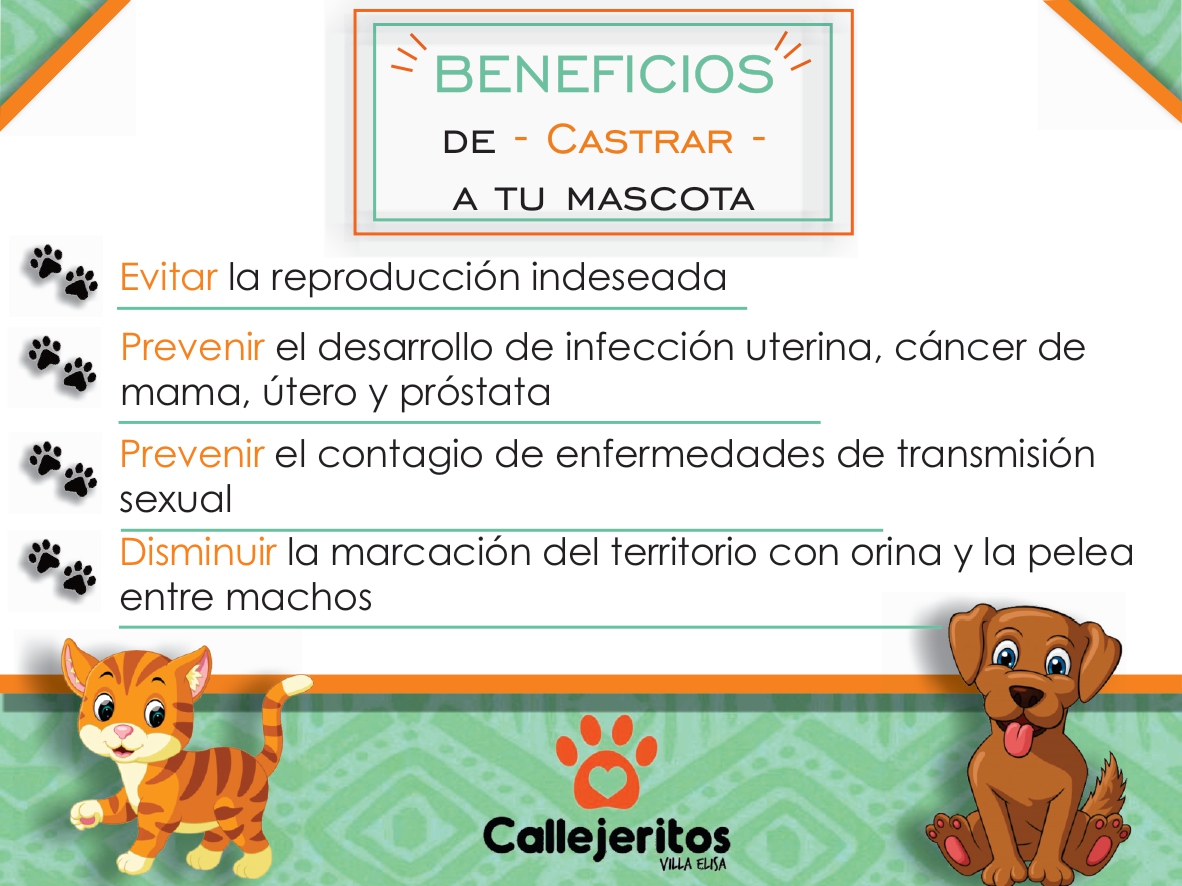 BENEFICIOS
DE - CASTRAR -
A TU MASCOTA
Evitar la reproducción indeseada
Prevenir el desarrollo de infección uterina, cáncer de
mama, útero y próstata
Prevenir el contagio de enfermedades de transmisión
sexual
Disminuir la marcación del territorio con orina y la pelea
entre machos
Callejeritos
VILLA ELISA